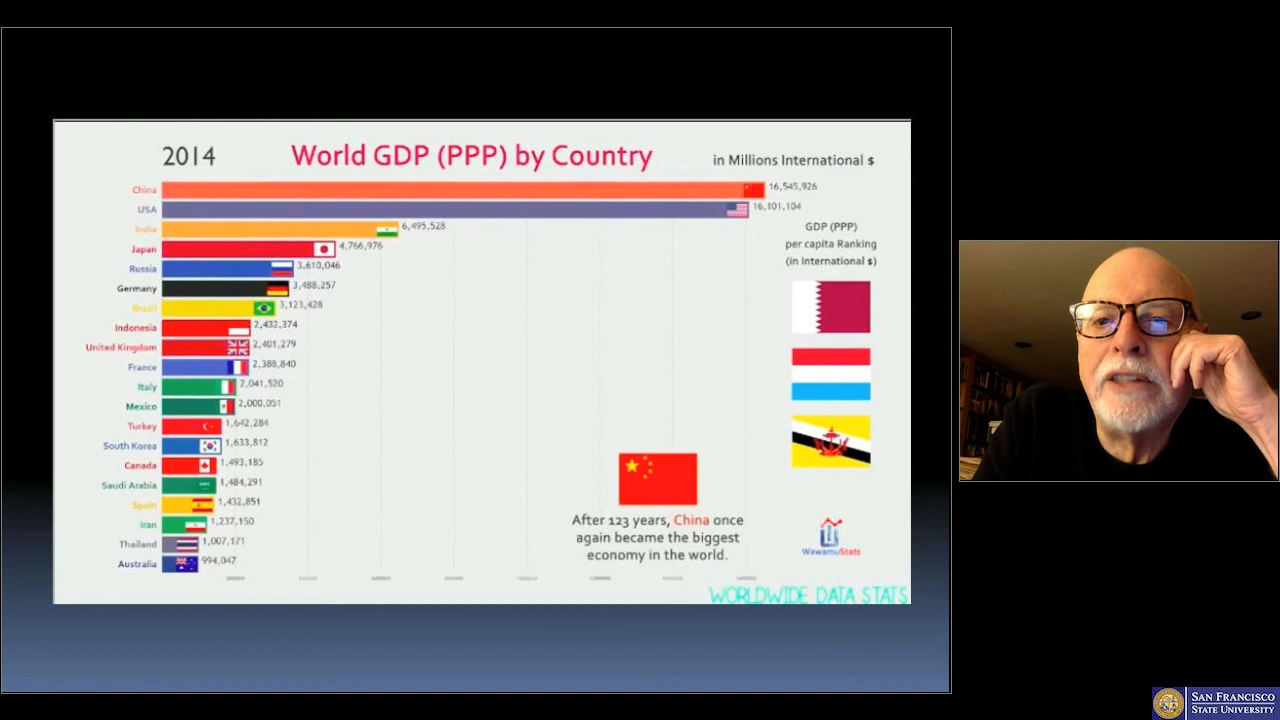 2014
World GDP (PPP) by Country
in Millions International $
China 16,545,926
USA 16,101,104
India 6,495,528
Japan 4,766,976
Russia 3,610,046
Germany 3,488,257
Brazil 3,123,428
Indonesia 2,432,374
United Kingdom 2,401,279
France 2,388,840
Italy 2,041,520
Mexico 2,000,051
Turkey 1,642,284
South Korea 1,633,812
Canada 1,493,185
Saudi Arabia 1,484,291
Spain 1,432,851
Iran 1,237,150
Thailand 1,007,171
Australia 994,047
GDP (PPP)
per capita Ranking
(in International $)
After 123 years, China once
again became the biggest
economy in the world.
WawamuStats
WORLDWIDE DATA STATS
SAN FRANCISCO
STATE UNIVERSITY